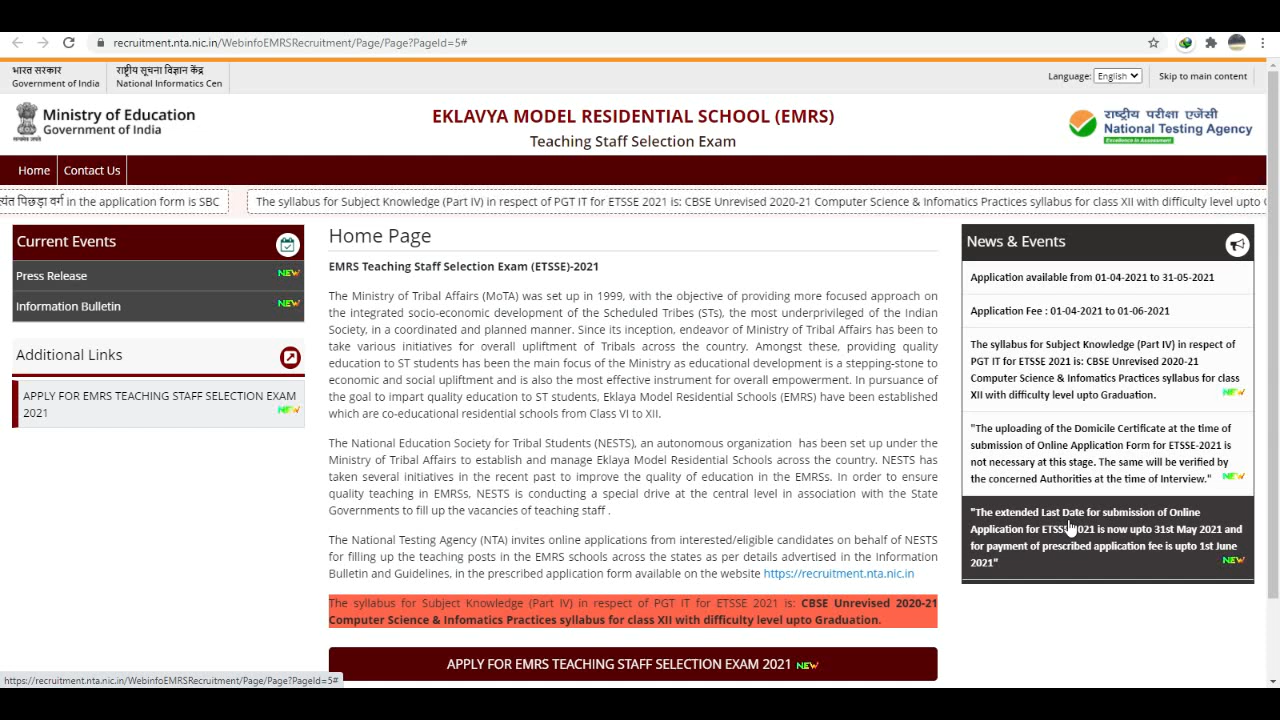 recruitment.nta.nic.in/WebinfoEMRSRecruitment/Page/Page?PageId=5#
भारत सरकार
Government of India
राष्ट्रीय सूचना विज्ञान केंद्र
National Informatics Cen
Language: English
Skip to main content
Ministry of Education
Government of India
सत्यमेव जयते
EKLAVYA MODEL RESIDENTIAL SCHOOL (EMRS)
Teaching Staff Selection Exam
राष्ट्रीय परीक्षा एजेंसी
National Testing Agency
Excellence in Assessment
Home
Contact Us
त्यंत पिछड़ा वर्ग in the application form is SBC
The syllabus for Subject Knowledge (Part IV) in respect of PGT IT for ETSSE 2021 is: CBSE Unrevised 2020-21 Computer Science & Infomatics Practices syllabus for class XII with difficulty level upto
Current Events
Press Release NEW
Information Bulletin NEW
Additional Links
APPLY FOR EMRS TEACHING STAFF SELECTION EXAM
2021 NEW
Home Page
EMRS Teaching Staff Selection Exam (ETSSE)-2021
The Ministry of Tribal Affairs (MoTA) was set up in 1999, with the objective of providing more focused approach on
the integrated socio-economic development of the Scheduled Tribes (STs), the most underprivileged of the Indian
Society, in a coordinated and planned manner. Since its inception, endeavor of Ministry of Tribal Affairs has been to
take various initiatives for overall upliftment of Tribals across the country. Amongst these, providing quality
education to ST students has been the main focus of the Ministry as educational development is a stepping-stone to
economic and social upliftment and is also the most effective instrument for overall empowerment. In pursuance of
the goal to impart quality education to ST students, Eklaya Model Residential Schools (EMRS) have been established
which are co-educational residential schools from Class VI to XII.
The National Education Society for Tribal Students (NESTS), an autonomous organization has been set up under the
Ministry of Tribal Affairs to establish and manage Eklaya Model Residential Schools across the country. NESTS has
taken several initiatives in the recent past to improve the quality of education in the EMRSs. In order to ensure
quality teaching in EMRSs, NESTS is conducting a special drive at the central level in association with the State
Governments to fill up the vacancies of teaching staff .
The National Testing Agency (NTA) invites online applications from interested/eligible candidates on behalf of NESTS
for filling up the teaching posts in the EMRS schools across the states as per details advertised in the Information
Bulletin and Guidelines, in the prescribed application form available on the website https://recruitment.nta.nic.in
The syllabus for Subject Knowledge (Part IV) in respect of PGT IT for ETSSE 2021 is: CBSE Unrevised 2020-21
Computer Science & Infomatics Practices syllabus for class XII with difficulty level upto Graduation.
APPLY FOR EMRS TEACHING STAFF SELECTION EXAM 2021 NEW
News & Events
Application available from 01-04-2021 to 31-05-2021
Application Fee : 01-04-2021 to 01-06-2021
The syllabus for Subject Knowledge (Part IV) in respect of
PGT IT for ETSSE 2021 is: CBSE Unrevised 2020-21
Computer Science & Infomatics Practices syllabus for class
XII with difficulty level upto Graduation. NEW
"The uploading of the Domicile Certificate at the time of
submission of Online Application Form for ETSSE-2021 is
not necessary at this stage. The same will be verified by
the concerned Authorities at the time of Interview." NEW
"The extended Last Date for submission of Online
Application for ETSSE-2021 is now upto 31st May 2021 and
for payment of prescribed application fee is upto 1st June
2021" NEW
https://recruitment.nta.nic.in/WebinfoEMRSRecruitment/Page/Page?PageId=5#